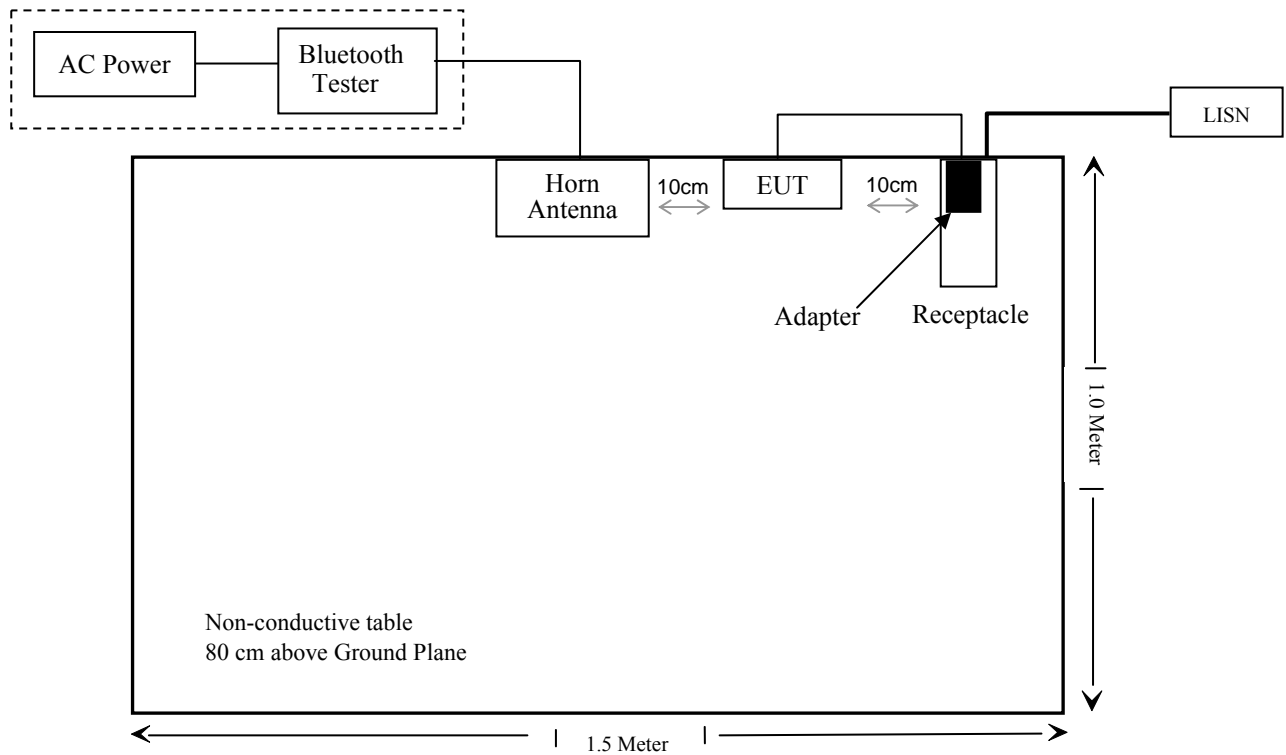 AC Power
Bluetooth
Tester
LISN
Horn
Antenna
10cm
EUT
10cm
Adapter
Receptacle
1.0 Meter
Non-conductive table
80 cm above Ground Plane
1.5 Meter